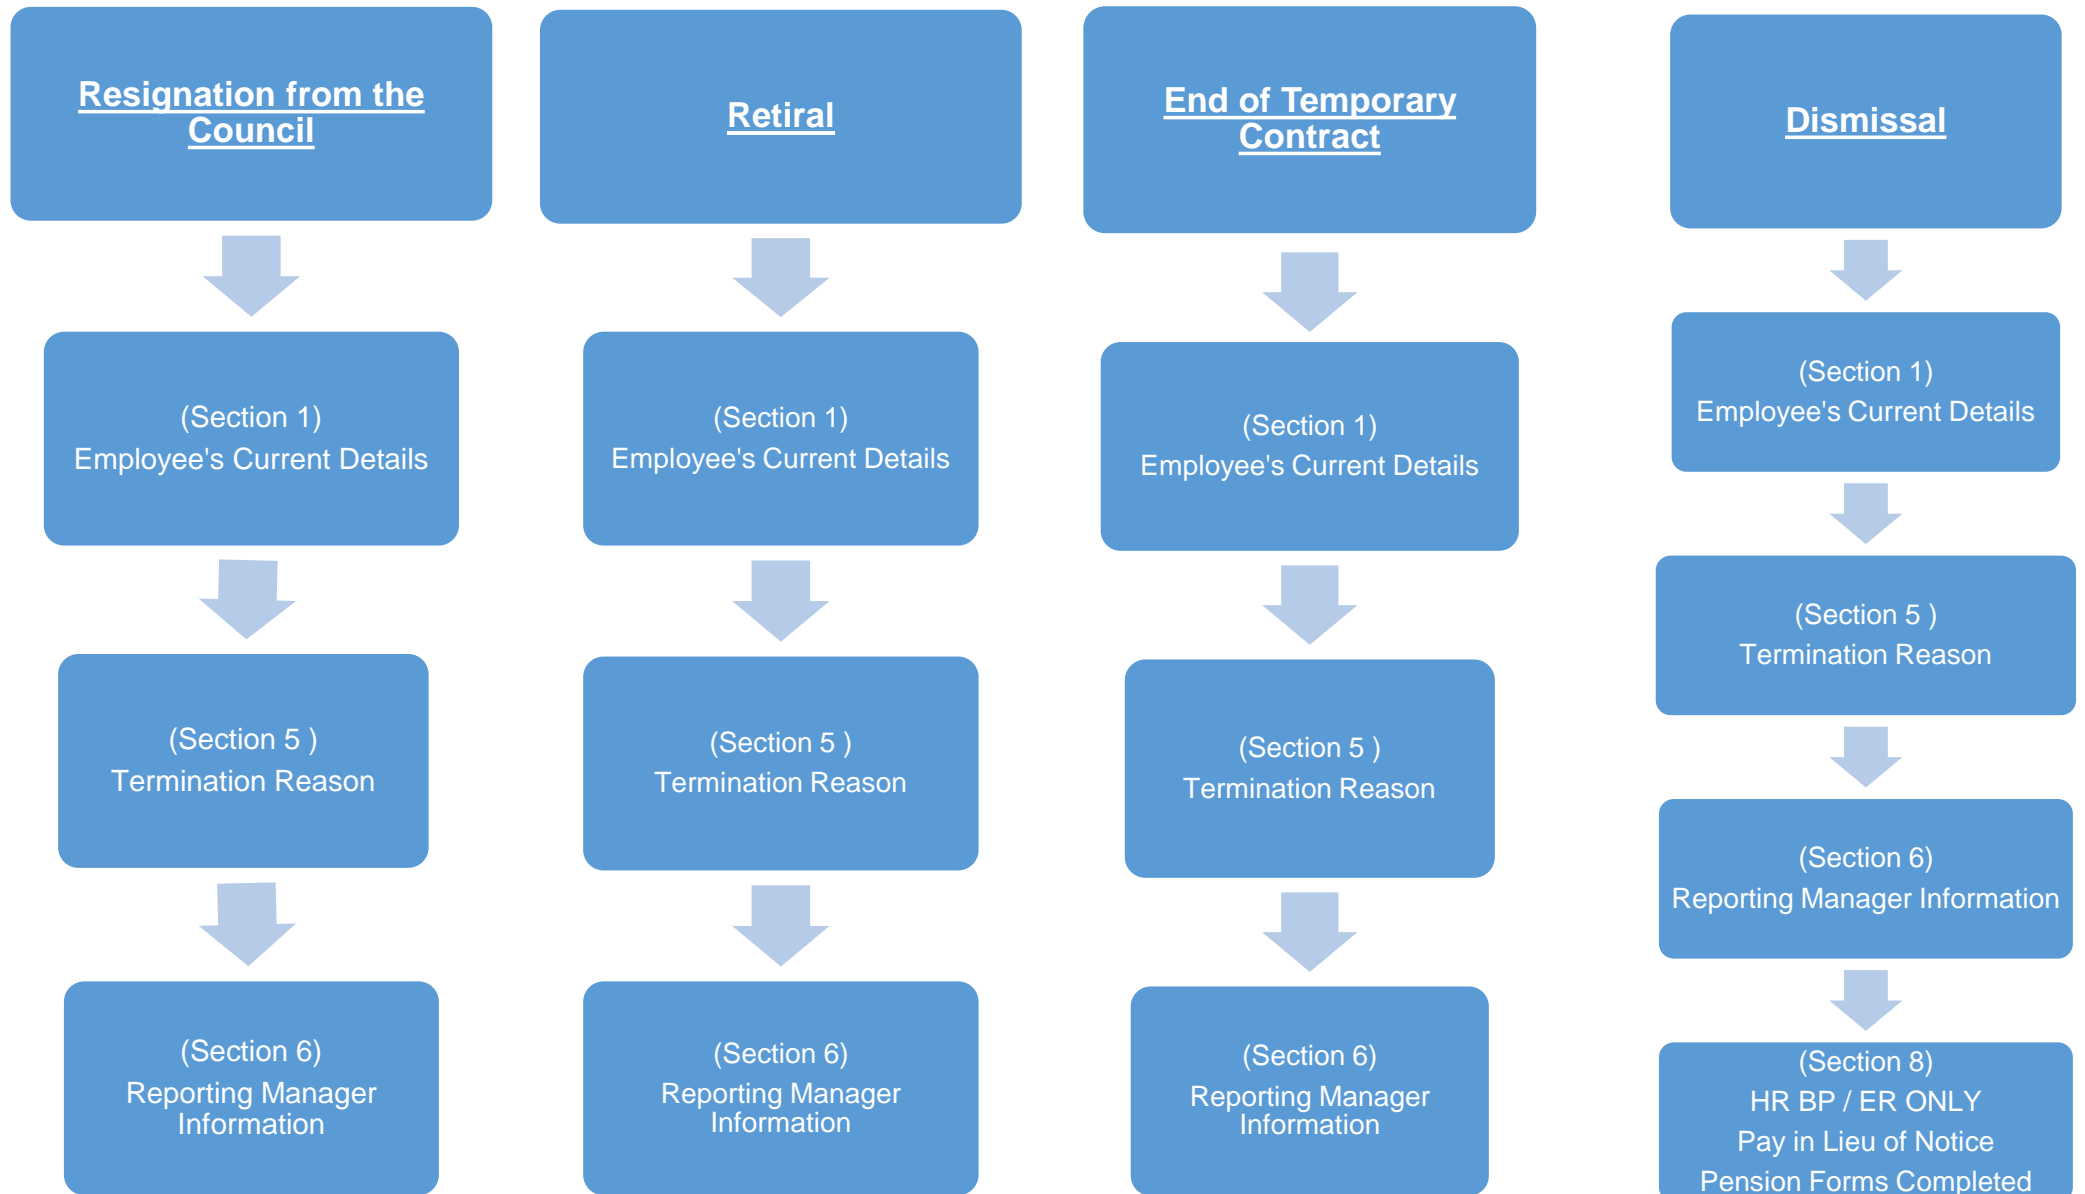 Resignation from the
Council
(Section 1)
Employee's Current Details
(Section 5 )
Termination Reason
(Section 6)
Reporting Manager
Information
Retiral
(Section 1)
Employee's Current Details
(Section 5 )
Termination Reason
(Section 6)
Reporting Manager
Information
End of Temporary
Contract
(Section 1)
Employee's Current Details
(Section 5 )
Termination Reason
(Section 6)
Reporting Manager
Information
Dismissal
(Section 1)
Employee's Current Details
(Section 5 )
Termination Reason
(Section 6)
Reporting Manager Information
(Section 8)
HR BP / ER ONLY
Pay in Lieu of Notice
Pension Forms Completed